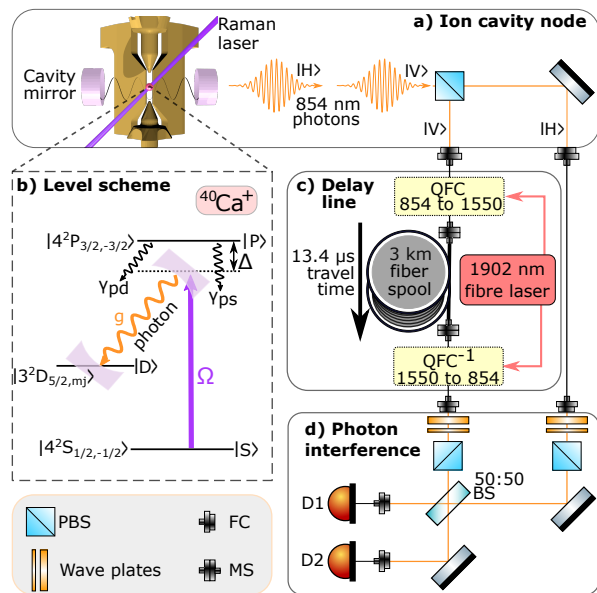 a) Ion cavity node
Raman
laser
Cavity
mirror
|H>
|V>
854 nm
photons
PBS
|V>
|H>
b) Level scheme
⁴⁰Ca⁺
|4²P₃/₂,₋₃/₂⟩
|P⟩
Δ
γpd
γps
g
photon
|3²D₅/₂,mj⟩
|D⟩
Ω
|4²S₁/₂,₋₁/₂⟩
|S⟩
c) Delay
line
QFC
854 to 1550
13.4 µs
travel
time
3 km
fiber
spool
1902 nm
fibre laser
QFC⁻¹
1550 to 854
d) Photon
interference
50:50
BS
D1
D2
PBS
FC
Wave plates
MS